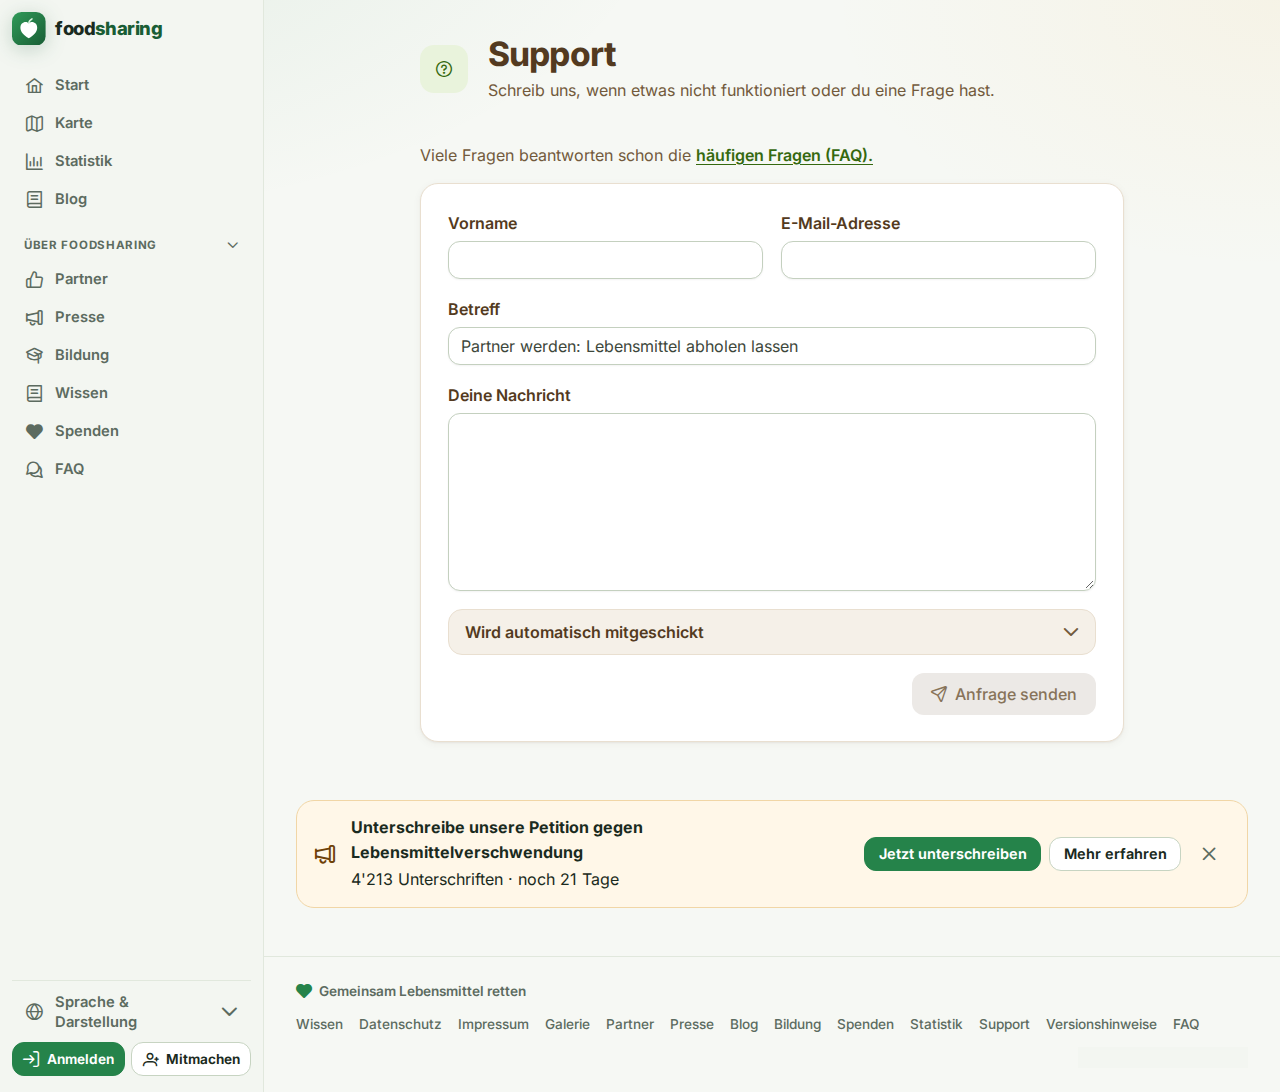 foodsharing
Start
Karte
Statistik
Blog
ÜBER FOODSHARING
Partner
Presse
Bildung
Wissen
Spenden
FAQ
Sprache &
Darstellung
Anmelden
Mitmachen
Support
Schreib uns, wenn etwas nicht funktioniert oder du eine Frage hast.
Viele Fragen beantworten schon die häufigen Fragen (FAQ).
Vorname
E-Mail-Adresse
Betreff
Partner werden: Lebensmittel abholen lassen
Deine Nachricht
Wird automatisch mitgeschickt
Anfrage senden
Unterschreibe unsere Petition gegen
Lebensmittelverschwendung
4'213 Unterschriften · noch 21 Tage
Jetzt unterschreiben
Mehr erfahren
Gemeinsam Lebensmittel retten
Wissen Datenschutz Impressum Galerie Partner Presse Blog Bildung Spenden Statistik Support Versionshinweise FAQ